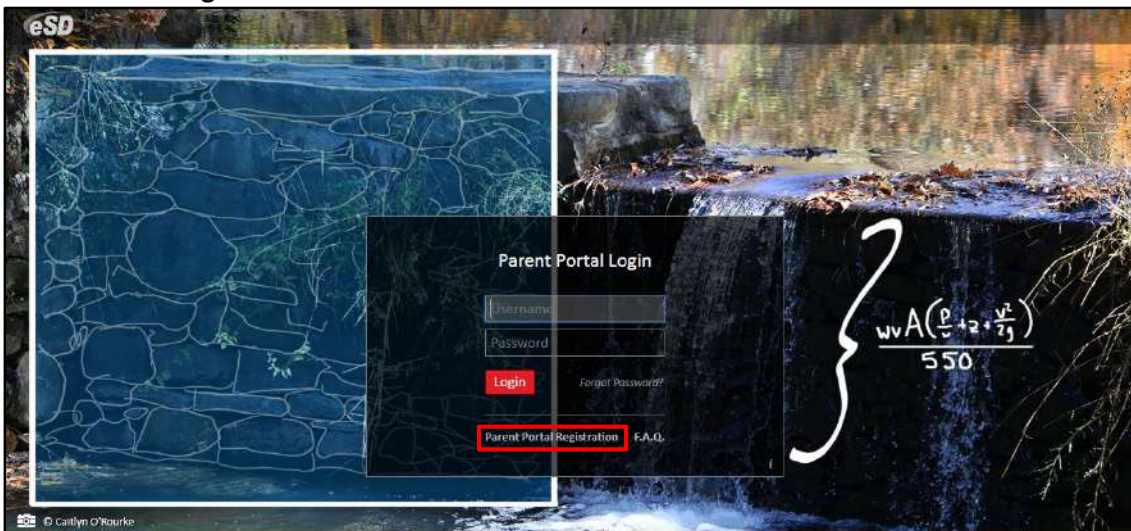 eSD
Parent Portal Login
Username
Password
Login Forgot Password?
Parent Portal Registration F.A.Q.
i
wvA(p/w +z+ v²/2g)
550
© Caitlyn O'Rourke